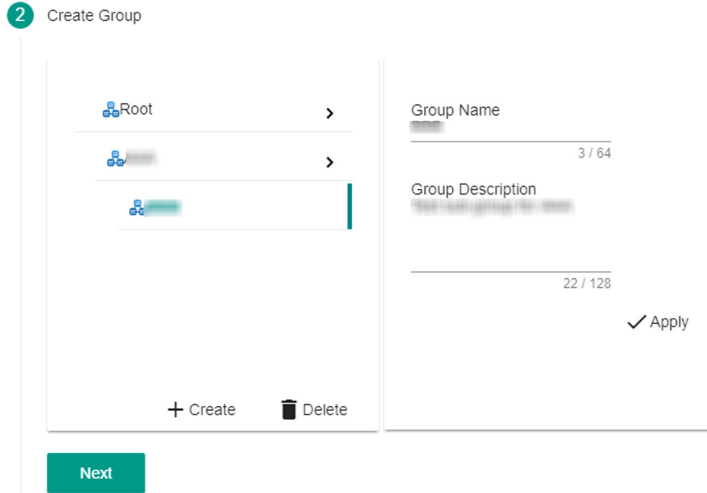 2 Create Group
Root
Group Name
3 / 64
Group Description
22 / 128
Apply
Create
Delete
Next